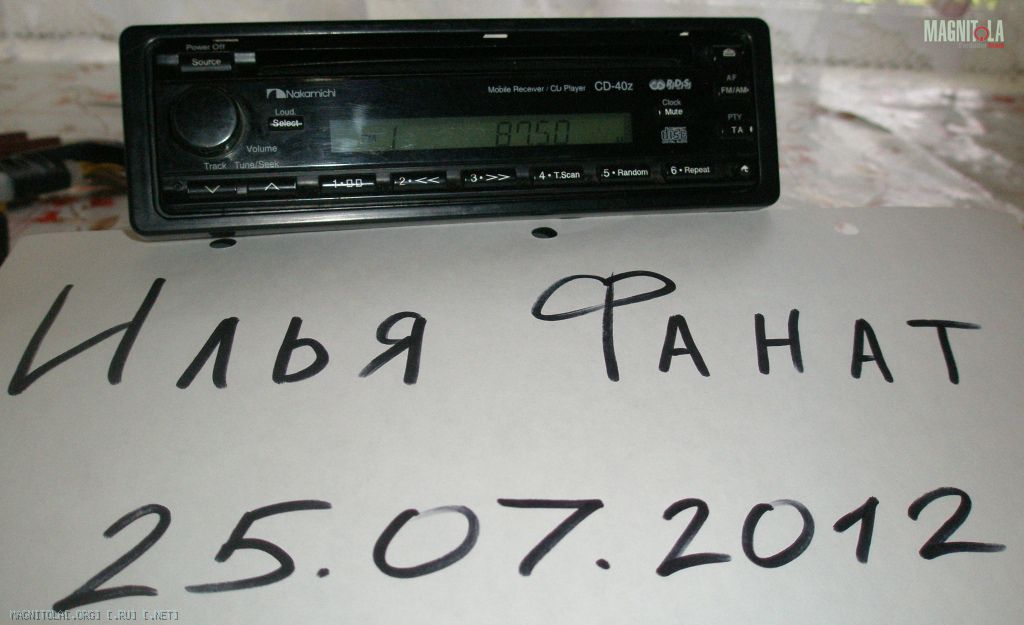 MAGNITOLA
Power Off
Source
Nakamichi
Mobile Receiver / CD Player CD-40z
RDS
AF
FM/AM
Loud
Select
Clock
Mute
PTY
TA
1 8750
disc
Volume
Track Tune/Seek
1 2 • << 3 • >> 4 • T.Scan 5 • Random 6 • Repeat
Илья Фанат
25.07.2012
MAGNITOLA[.ORG] [.RU] [.NET]